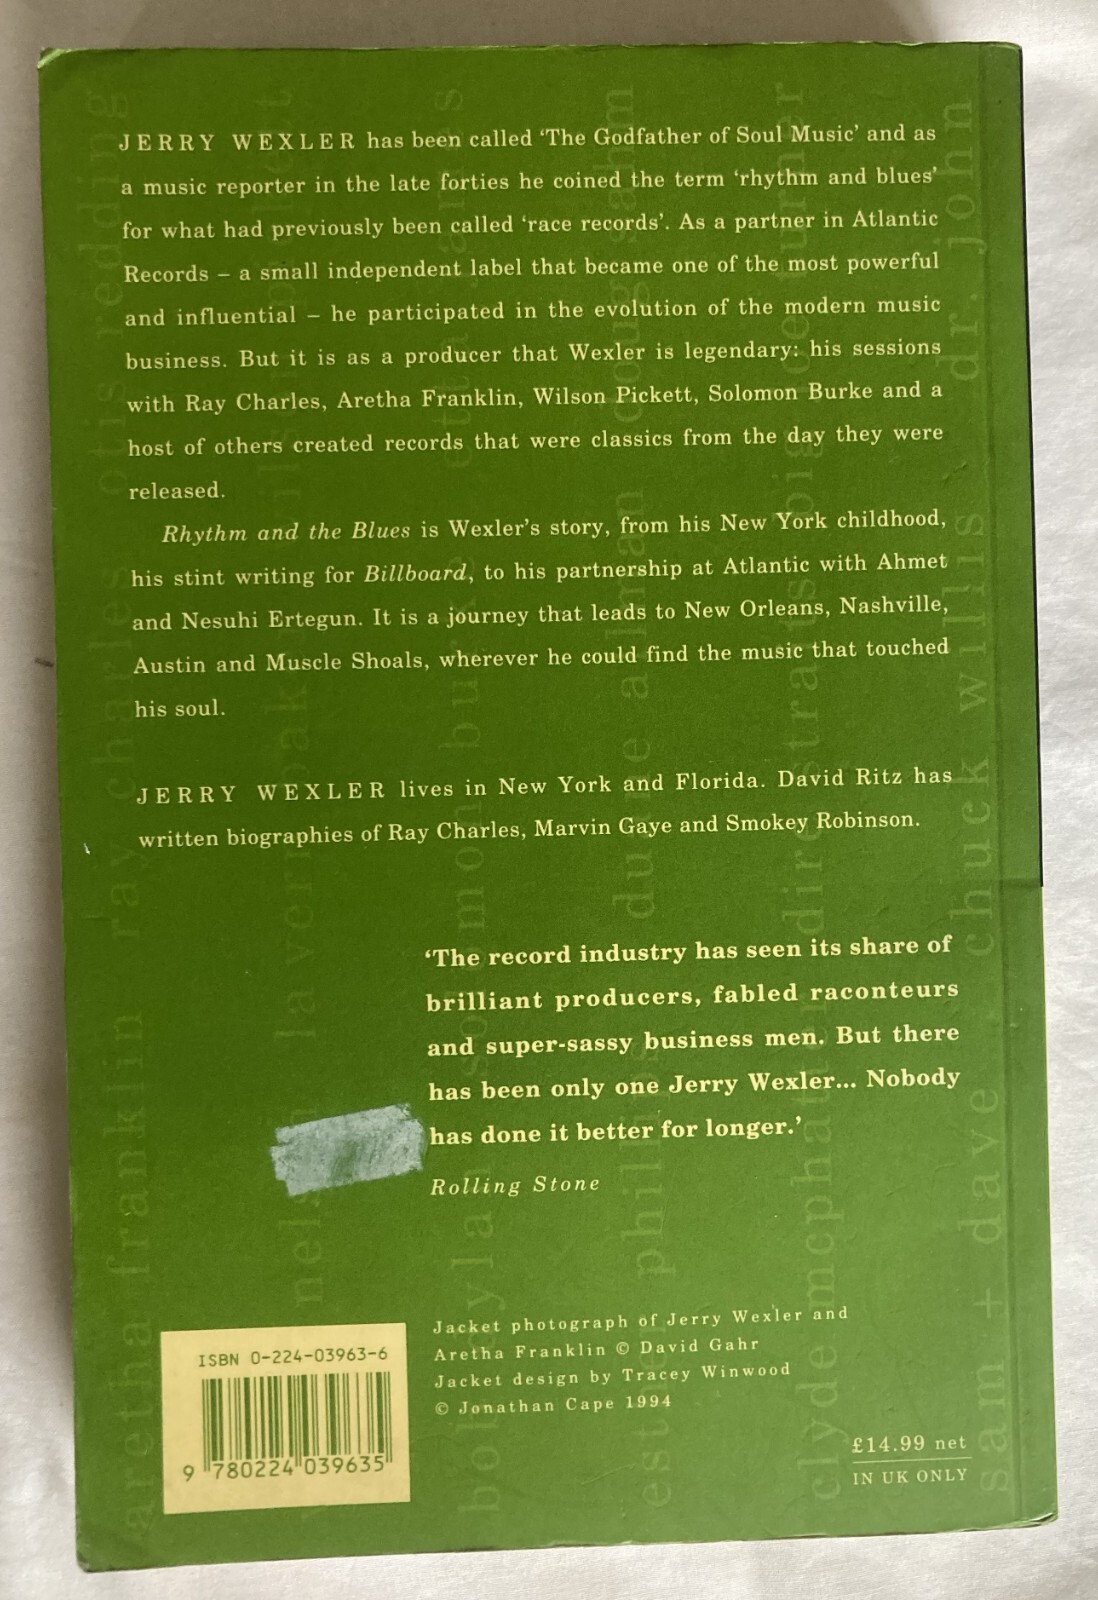 JERRY WEXLER has been called ‘The Godfather of Soul Music’ and as
a music reporter in the late forties he coined the term ‘rhythm and blues’
for what had previously been called ‘race records’. As a partner in Atlantic
Records – a small independent label that became one of the most powerful
and influential – he participated in the evolution of the modern music
business. But it is as a producer that Wexler is legendary: his sessions
with Ray Charles, Aretha Franklin, Wilson Pickett, Solomon Burke and a
host of others created records that were classics from the day they were
released.
Rhythm and the Blues is Wexler’s story, from his New York childhood,
his stint writing for Billboard, to his partnership at Atlantic with Ahmet
and Nesuhi Ertegun. It is a journey that leads to New Orleans, Nashville,
Austin and Muscle Shoals, wherever he could find the music that touched
his soul.
JERRY WEXLER lives in New York and Florida. David Ritz has
written biographies of Ray Charles, Marvin Gaye and Smokey Robinson.
‘The record industry has seen its share of
brilliant producers, fabled raconteurs
and super-sassy business men. But there
has been only one Jerry Wexler... Nobody
has done it better for longer.’
Rolling Stone
Jacket photograph of Jerry Wexler and
Aretha Franklin © David Gahr
Jacket design by Tracey Winwood
© Jonathan Cape 1994
£14.99 net
IN UK ONLY
ISBN 0-224-03963-6
9 780224 039635
aretha franklin ray charles otis redding
sam + dave chuck willis dr. john